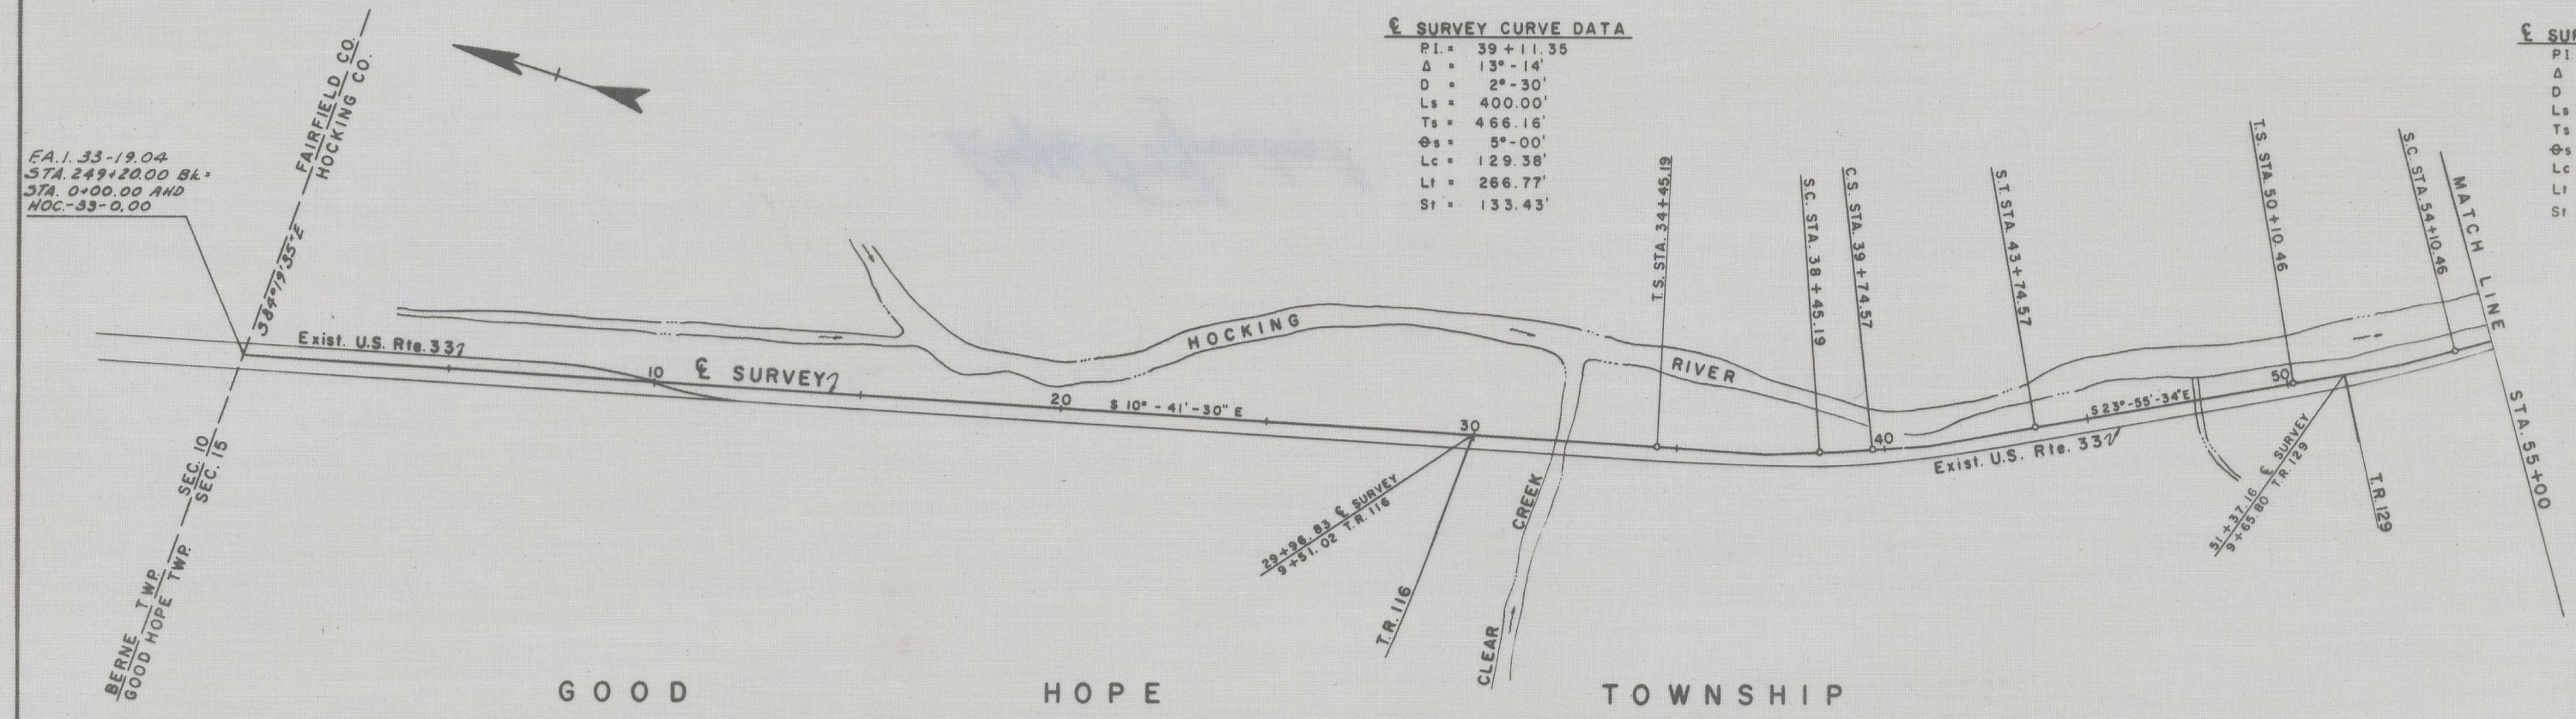 ℄ SURVEY CURVE DATA
P.I. = 39+11.35
Δ = 13°-14'
D = 2°-30'
Ls = 400.00'
Ts = 466.16'
Θs = 5°-00'
Lc = 129.38'
Lt = 266.77'
St = 133.43'
℄ SUR
P.I.
Δ
D
Ls
Ts
Θs
Lc
Lt
St
FAIRFIELD CO.
HOCKING CO.
F.A.I. 33-19.04
STA. 249+20.00 Bk=
STA. 0+00.00 AHD
HOC.-33-0.00
S84°19'35"E
Exist. U.S. Rte. 33
10
℄ SURVEY
20
S 10°-41'-30" E
30
HOCKING
RIVER
T.S. STA. 34+45.19
S.C. STA. 38+45.19
C.S. STA. 39+74.57
40
S.T. STA 43+74.57
T.S. STA. 50+10.46
S.C. STA. 54+10.46
MATCH LINE STA. 55+00
50
S 23°-55'-34" E
Exist. U.S. Rte. 33
SEC. 10
SEC. 15
29+96.83 ℄ SURVEY
9+51.02 T.R. 116
T.R. 116
CLEAR CREEK
51+37.16 ℄ SURVEY
9+65.80 T.R. 129
T.R. 129
BERNE TWP.
GOOD HOPE TWP.
GOOD HOPE TOWNSHIP